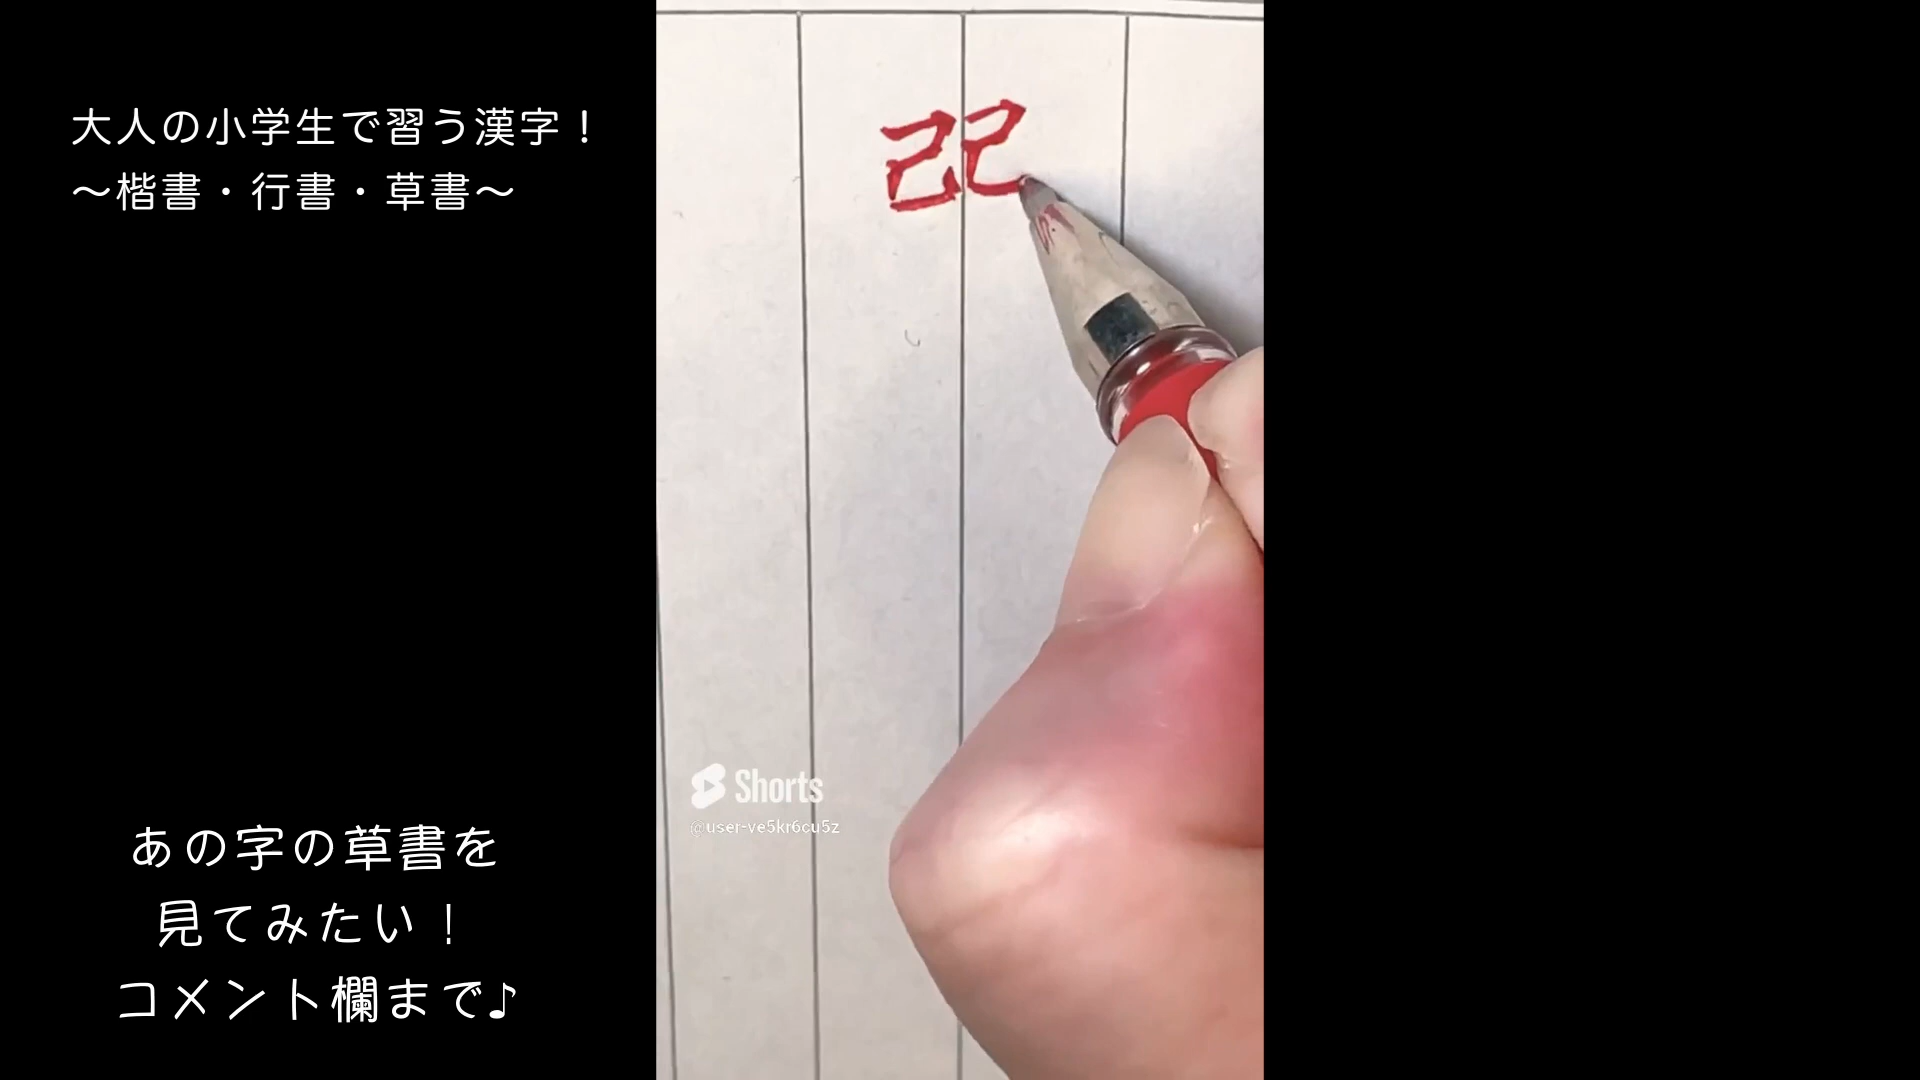 大人の小学生で習う漢字！
～楷書・行書・草書～
あの字の草書を
見てみたい！
コメント欄まで♪
Shorts
@user-ve5kr6cu5z